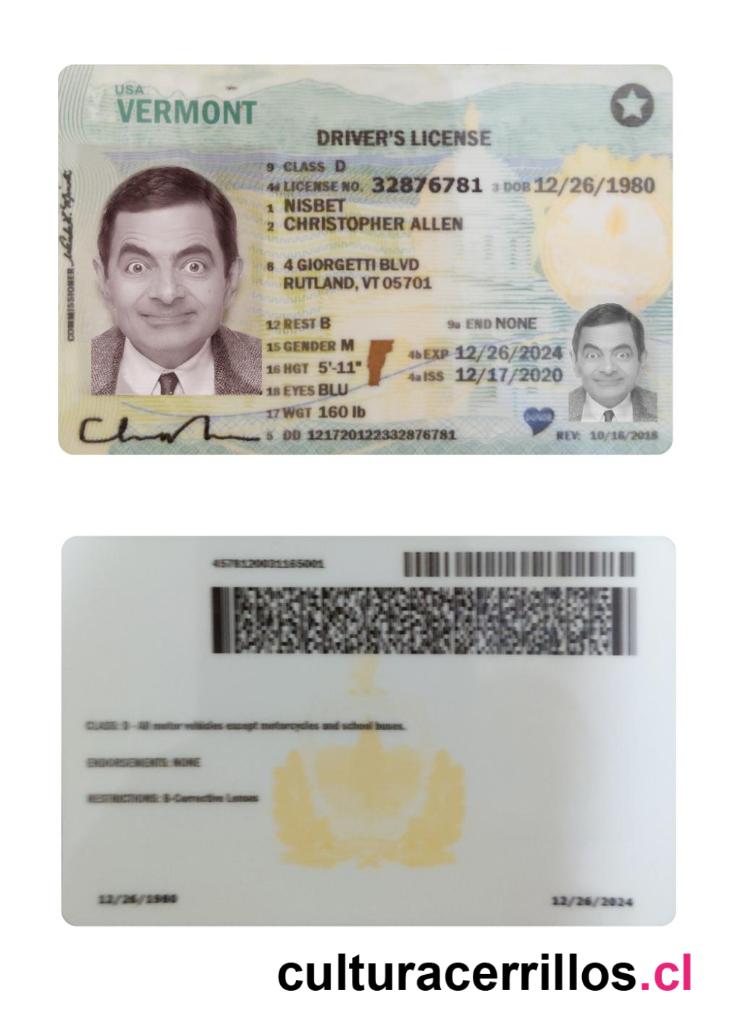 USA
VERMONT
DRIVER'S LICENSE
9 CLASS D
4d LICENSE NO. 32876781 3 DOB 12/26/1980
1 NISBET
2 CHRISTOPHER ALLEN
8 4 GIORGETTI BLVD
RUTLAND, VT 05701
12 REST B 9a END NONE
15 GENDER M
4b EXP 12/26/2024
16 HGT 5'-11"
4a ISS 12/17/2020
18 EYES BLU
17 WGT 160 lb
DONOR
5 DD 121720122332876781
REV: 10/16/2018
COMMISSIONER
4578120031165001
CLASS: D - All motor vehicles except motorcycles and school buses.
ENDORSEMENTS: NONE
RESTRICTIONS: B-Corrective Lenses
12/26/1980 12/26/2024
culturacerrillos.cl